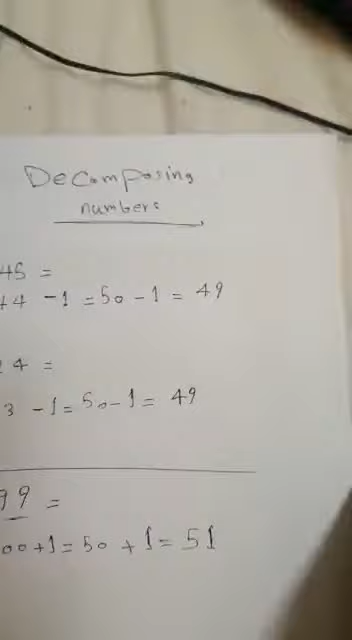 Decomposing
numbers
45 =
44 - 1 = 50 - 1 = 49
4 =
3 - 1 = 50 - 1 = 49
99 =
00 + 1 = 50 + 1 = 51